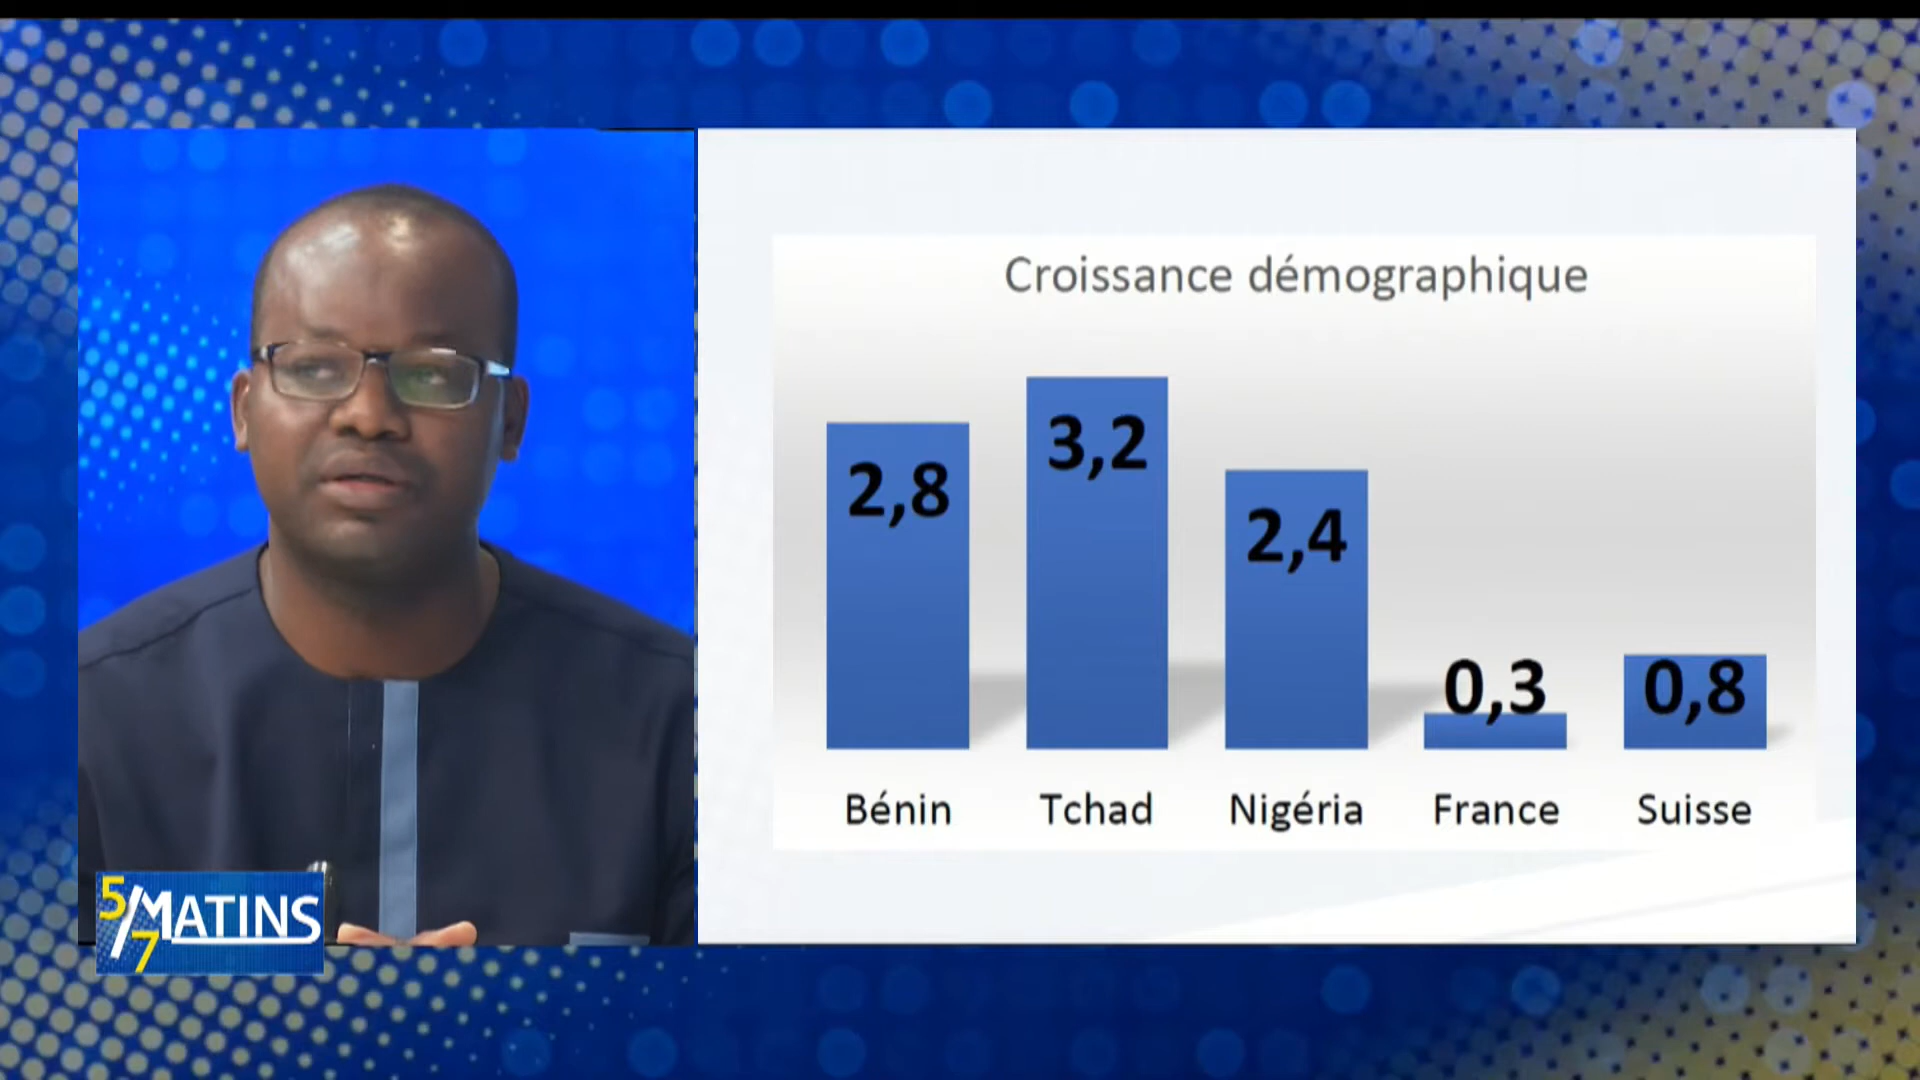 Croissance démographique
2,8
3,2
2,4
0,3
0,8
Bénin
Tchad
Nigéria
France
Suisse
5/7 MATINS